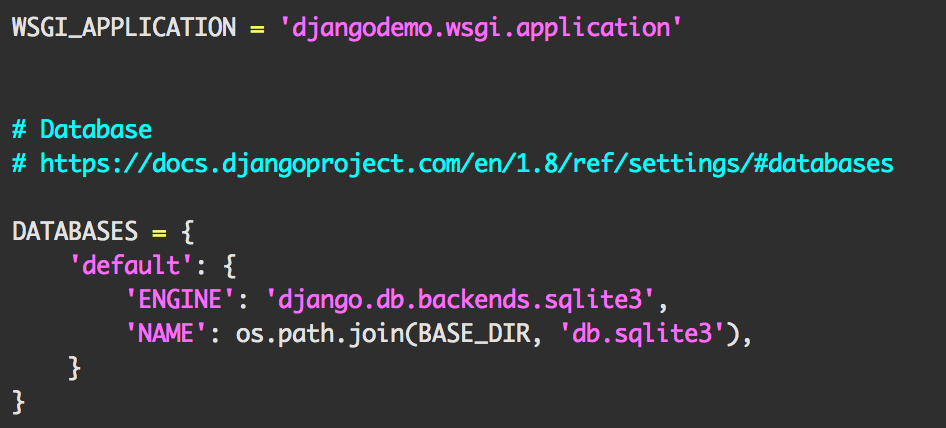 WSGI_APPLICATION = 'djangodemo.wsgi.application'
# Database
# https://docs.djangoproject.com/en/1.8/ref/settings/#databases
DATABASES = {
    'default': {
        'ENGINE': 'django.db.backends.sqlite3',
        'NAME': os.path.join(BASE_DIR, 'db.sqlite3'),
    }
}